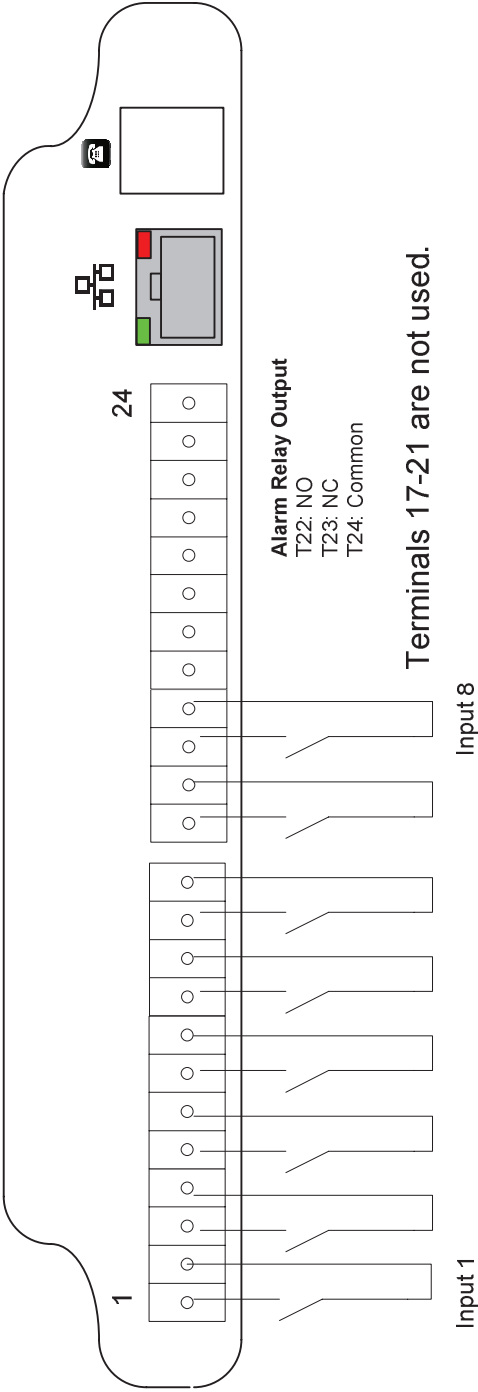 1
24
Alarm Relay Output
T22: NO
T23: NC
T24: Common
Terminals 17-21 are not used.
Input 1
Input 8